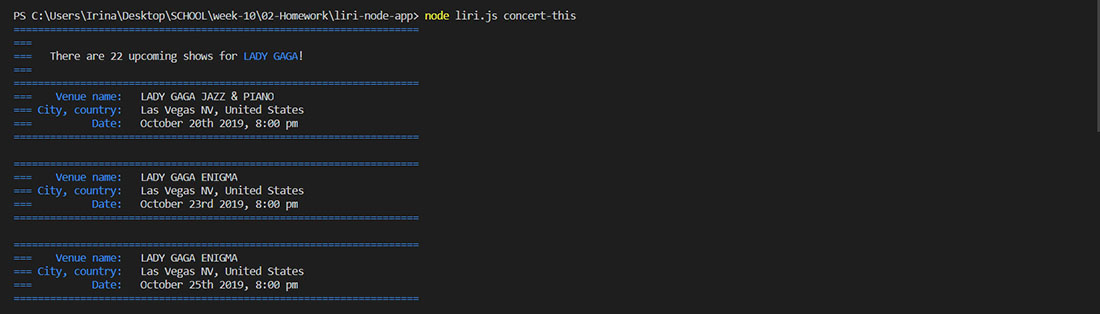 PS C:\Users\Irina\Desktop\SCHOOL\week-10\02-Homework\liri-node-app> node liri.js concert-this
===================================================================
===
===   There are 22 upcoming shows for LADY GAGA!
===
===================================================================
===    Venue name:   LADY GAGA JAZZ & PIANO
=== City, country:   Las Vegas NV, United States
===          Date:   October 20th 2019, 8:00 pm
===================================================================

===================================================================
===    Venue name:   LADY GAGA ENIGMA
=== City, country:   Las Vegas NV, United States
===          Date:   October 23rd 2019, 8:00 pm
===================================================================

===================================================================
===    Venue name:   LADY GAGA ENIGMA
=== City, country:   Las Vegas NV, United States
===          Date:   October 25th 2019, 8:00 pm
===================================================================